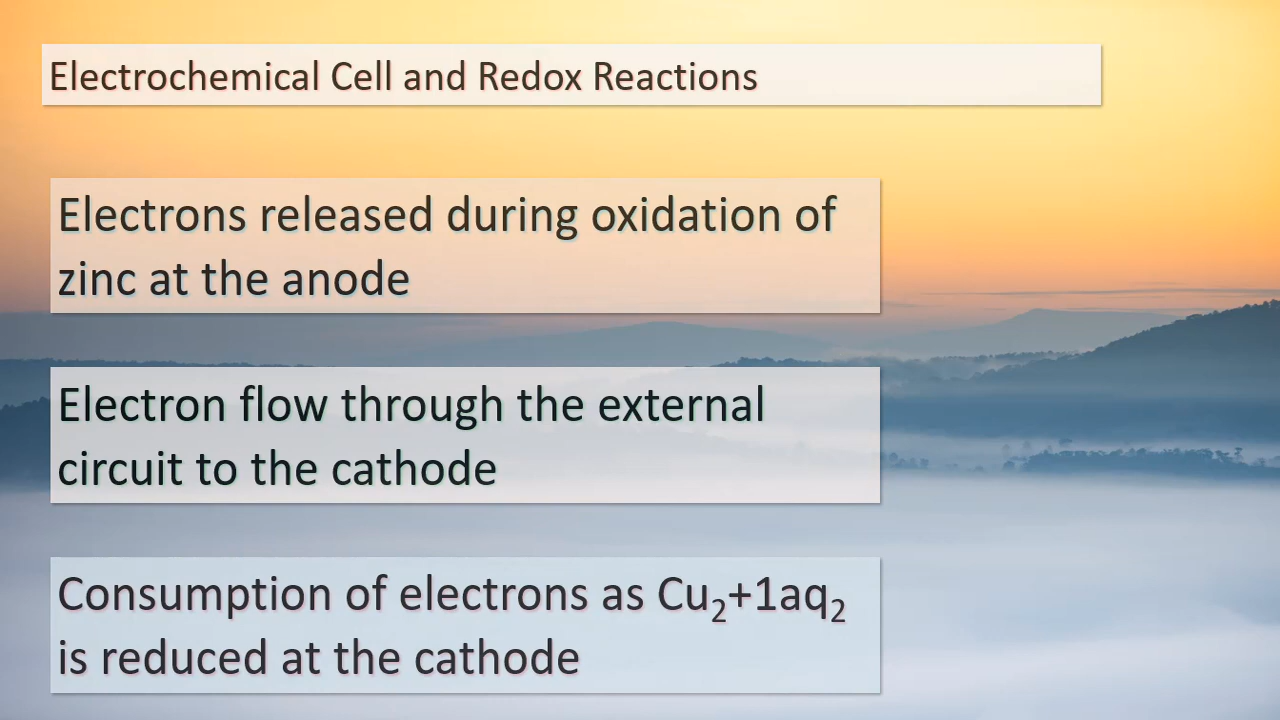 Electrochemical Cell and Redox Reactions
Electrons released during oxidation of
zinc at the anode
Electron flow through the external
circuit to the cathode
Consumption of electrons as Cu₂+1aq₂
is reduced at the cathode